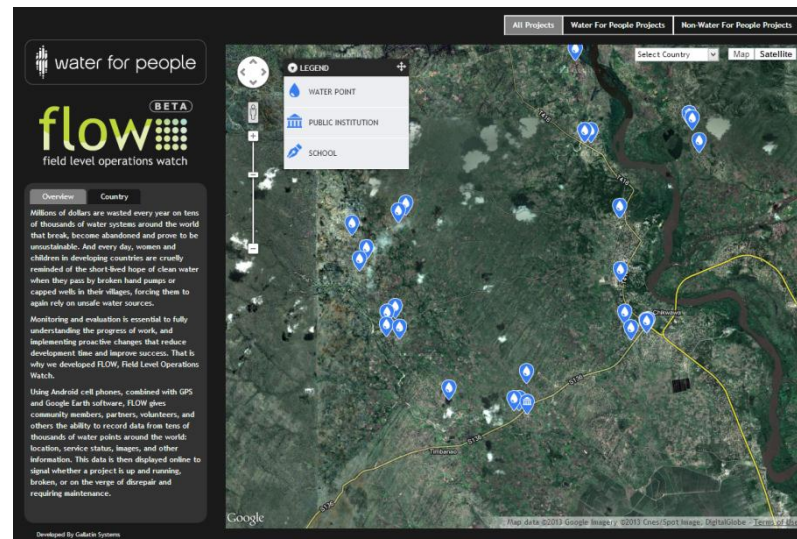 All Projects Water For People Projects Non-Water For People Projects
water for people
BETA
flow
field level operations watch
Overview Country
Millions of dollars are wasted every year on tens
of thousands of water systems around the world
that break, become abandoned and prove to be
unsustainable. And every day, women and
children in developing countries are cruelly
reminded of the short-lived hope of clean water
when they pass by broken hand pumps or
capped wells in their villages, forcing them to
again rely on unsafe water sources.
Monitoring and evaluation is essential to fully
understanding the progress of work, and
implementing proactive changes that reduce
development time and improve success. That is
why we developed FLOW, Field Level Operations
Watch.
Using Android cell phones, combined with GPS
and Google Earth software, FLOW gives
community members, partners, volunteers, and
others the ability to record data from tens of
thousands of water points around the world:
location, service status, images, and other
information. This data is then displayed online to
signal whether a project is up and running,
broken, or on the verge of disrepair and
requiring maintenance.
Developed By Gallatin Systems
LEGEND
WATER POINT
PUBLIC INSTITUTION
SCHOOL
Select Country Map Satellite
T416
T416
Chikwawa
S136
S136
Timbenao
S136
Google
Map data ©2013 Google Imagery ©2013 Cnes/Spot Image, DigitalGlobe - Terms of Use